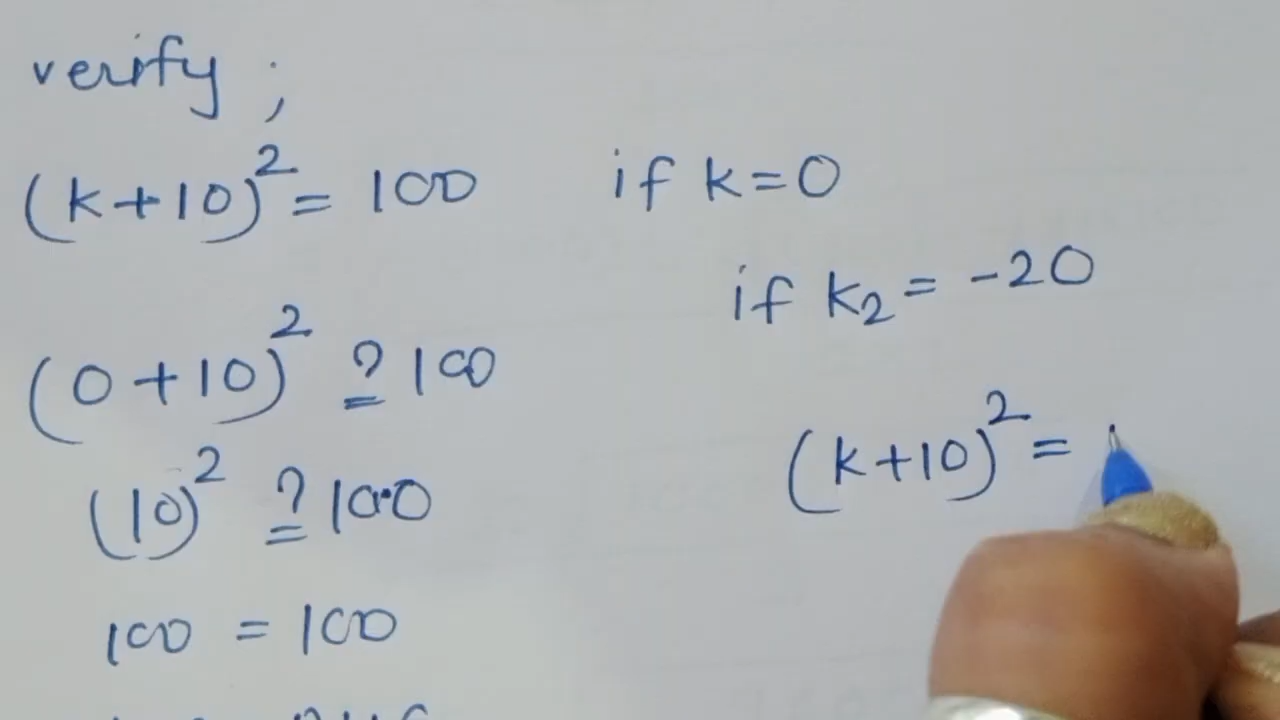 verify ;
(k+10)² = 100
(0+10)² ≟ 100
(10)² ≟ 100
100 = 100
if k=0
if k₂ = -20
(k+10)² =